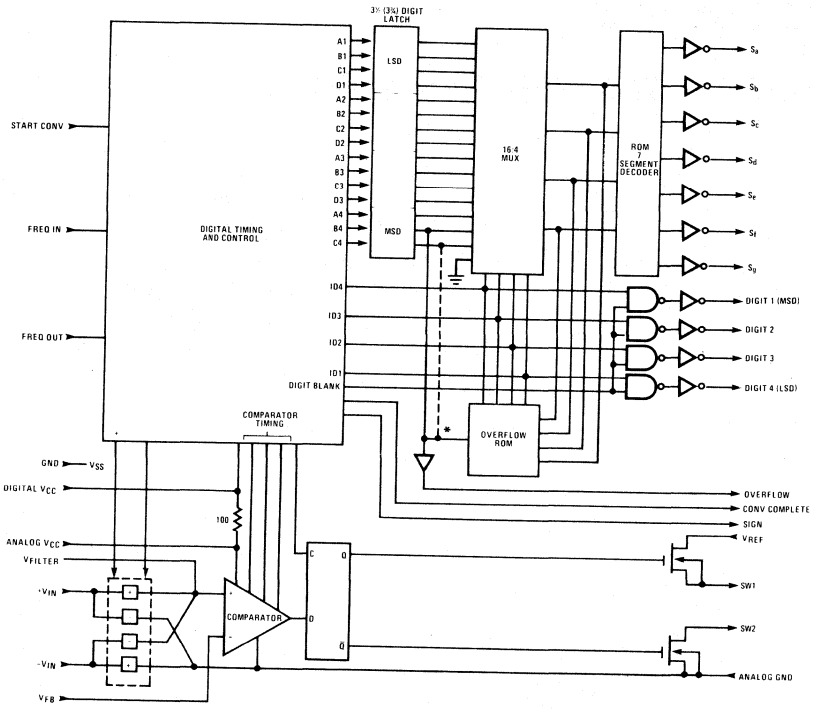 3½ (3¾) DIGIT
LATCH
A1
B1
C1
D1
A2
B2
C2
D2
A3
B3
C3
D3
A4
B4
C4
LSD
MSD
16:4
MUX
ROM
7
SEGMENT
DECODER
Sa
Sb
Sc
Sd
Se
Sf
Sg
START CONV
FREQ IN
FREQ OUT
DIGITAL TIMING
AND CONTROL
ID4
ID3
ID2
ID1
DIGIT BLANK
DIGIT 1 (MSD)
DIGIT 2
DIGIT 3
DIGIT 4 (LSD)
COMPARATOR
TIMING
*
OVERFLOW
ROM
+
GND
VSS
DIGITAL VCC
100
ANALOG VCC
VFILTER
+VIN
-VIN
VFB
COMPARATOR
C
D
Q
Q̅
OVERFLOW
CONV COMPLETE
SIGN
VREF
SW1
SW2
ANALOG GND